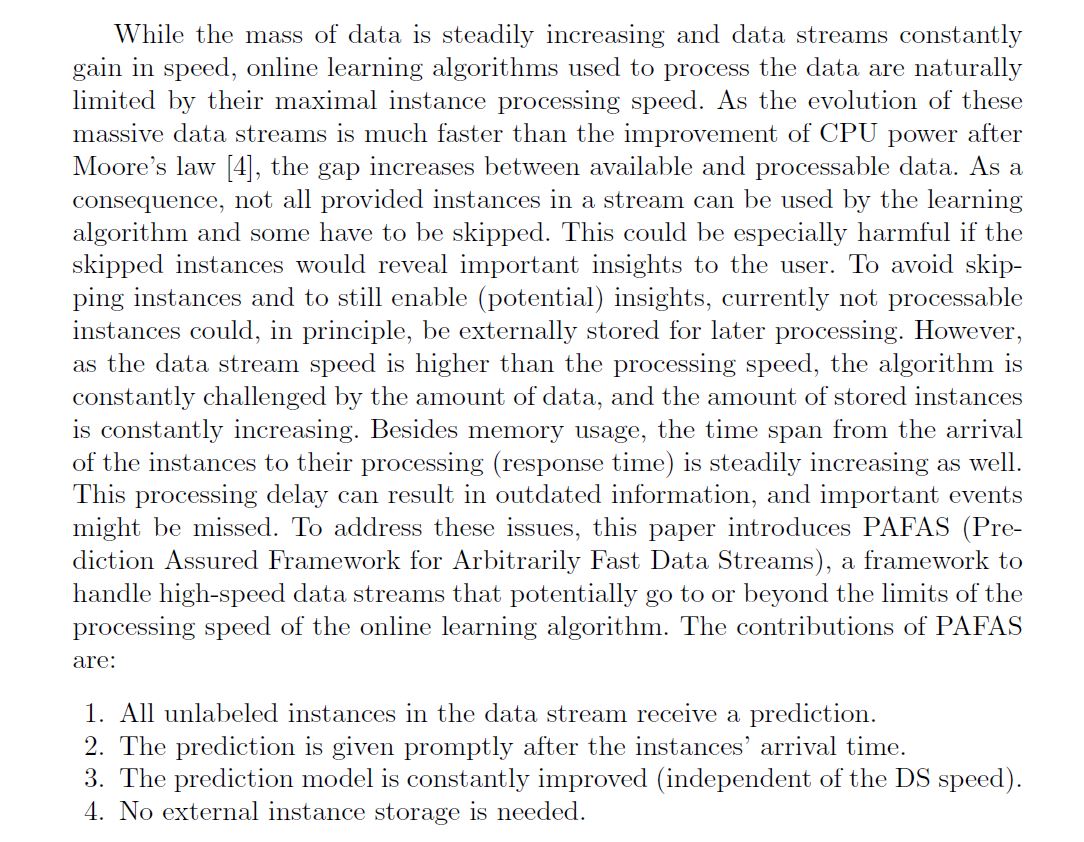 While the mass of data is steadily increasing and data streams constantly
gain in speed, online learning algorithms used to process the data are naturally
limited by their maximal instance processing speed. As the evolution of these
massive data streams is much faster than the improvement of CPU power after
Moore's law [4], the gap increases between available and processable data. As a
consequence, not all provided instances in a stream can be used by the learning
algorithm and some have to be skipped. This could be especially harmful if the
skipped instances would reveal important insights to the user. To avoid skip-
ping instances and to still enable (potential) insights, currently not processable
instances could, in principle, be externally stored for later processing. However,
as the data stream speed is higher than the processing speed, the algorithm is
constantly challenged by the amount of data, and the amount of stored instances
is constantly increasing. Besides memory usage, the time span from the arrival
of the instances to their processing (response time) is steadily increasing as well.
This processing delay can result in outdated information, and important events
might be missed. To address these issues, this paper introduces PAFAS (Pre-
diction Assured Framework for Arbitrarily Fast Data Streams), a framework to
handle high-speed data streams that potentially go to or beyond the limits of the
processing speed of the online learning algorithm. The contributions of PAFAS
are:
1. All unlabeled instances in the data stream receive a prediction.
2. The prediction is given promptly after the instances' arrival time.
3. The prediction model is constantly improved (independent of the DS speed).
4. No external instance storage is needed.